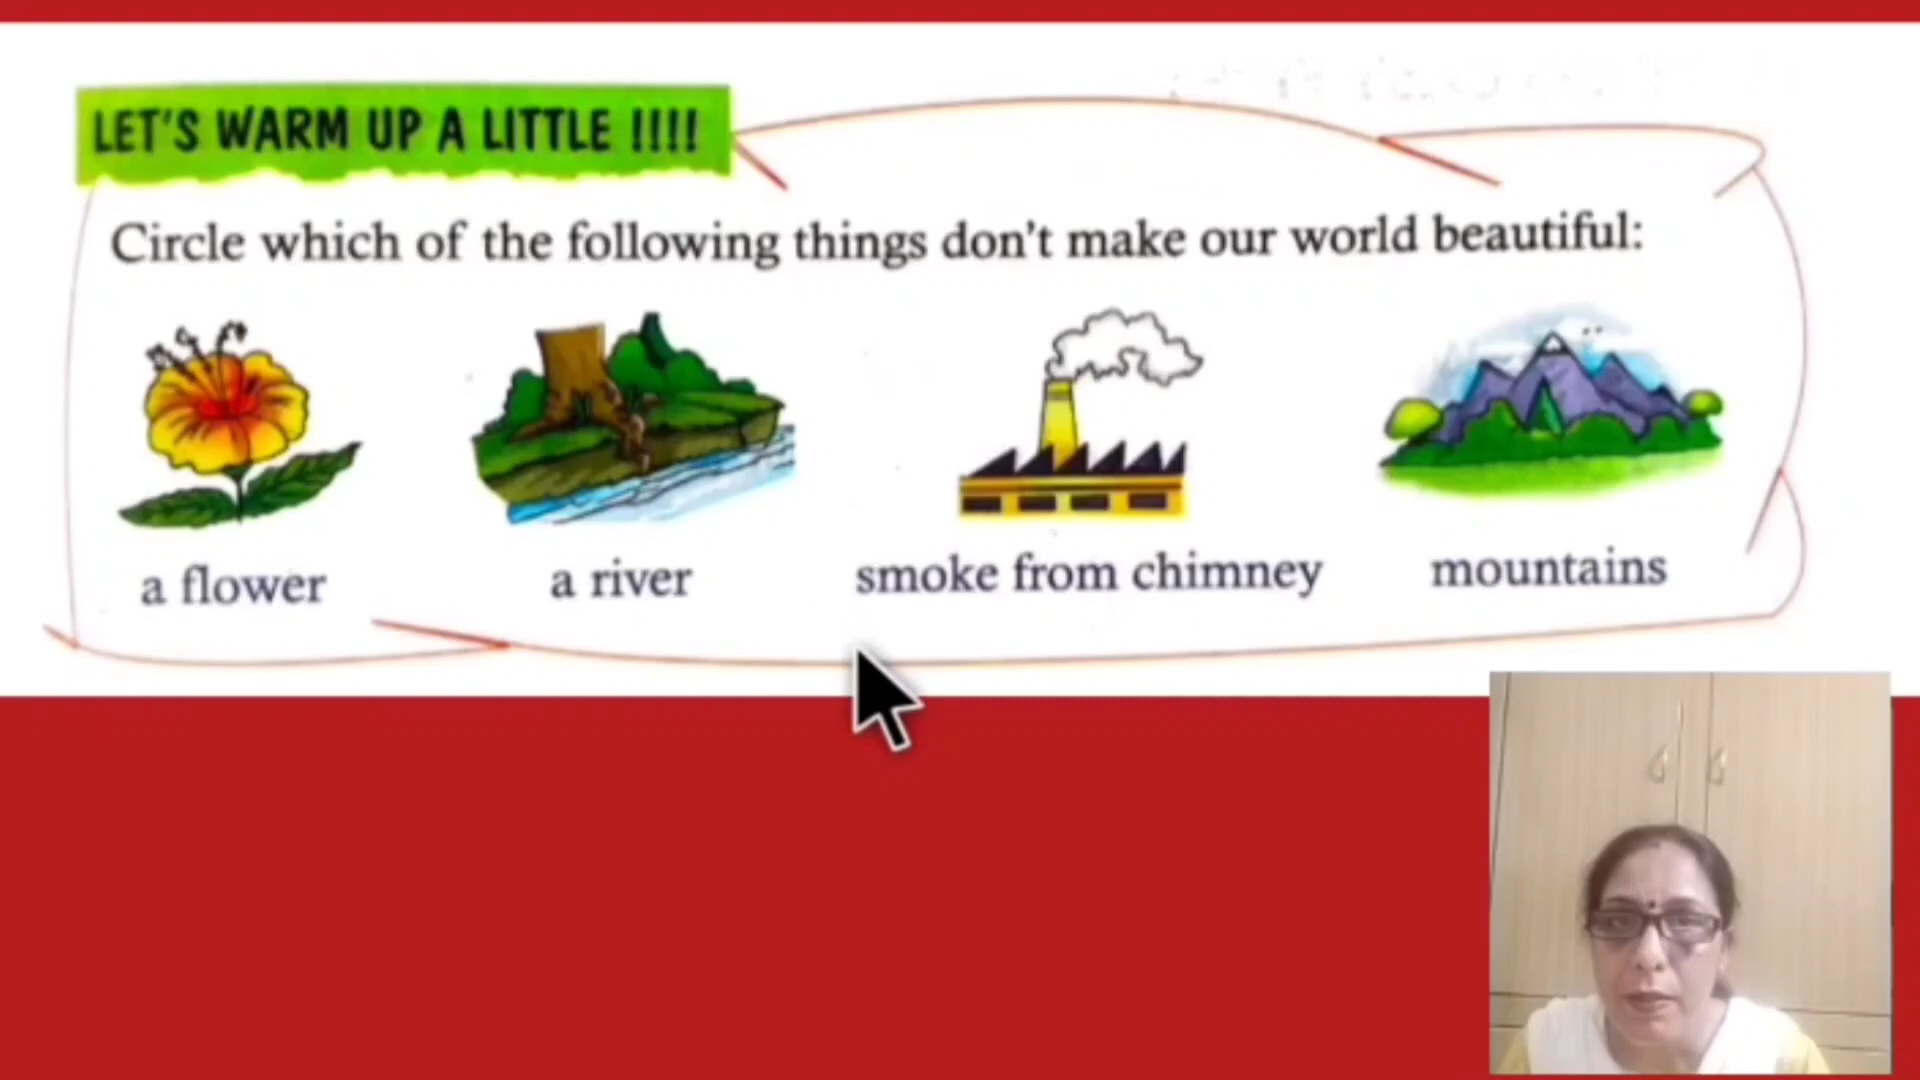 LET'S WARM UP A LITTLE !!!!
Circle which of the following things don't make our world beautiful:
a flower
a river
smoke from chimney
mountains